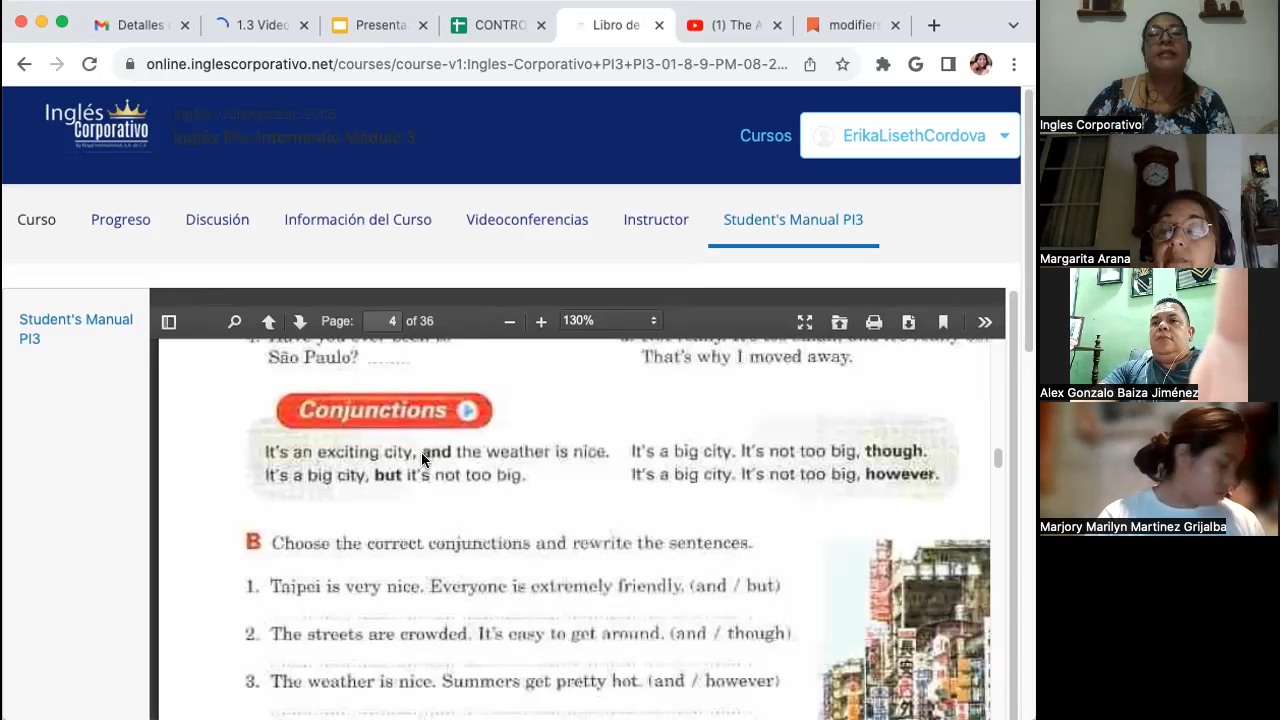 Detalles
1.3 Video
Presenta
CONTRO
Libro de
(1) The A
modifier
online.inglescorporativo.net/courses/course-v1:Ingles-Corporativo+PI3+PI3-01-8-9-PM-08-2...
Inglés
Corporativo
Inglés Pre-Intermedio Módulo 3
Cursos
ErikaLisethCordova
Curso
Progreso
Discusión
Información del Curso
Videoconferencias
Instructor
Student's Manual PI3
Student's Manual
PI3
Page: 4 of 36
130%
São Paulo?
That's why I moved away.
Conjunctions
It's an exciting city, and the weather is nice.
It's a big city, but it's not too big.
It's a big city. It's not too big, though.
It's a big city. It's not too big, however.
B Choose the correct conjunctions and rewrite the sentences.
1. Taipei is very nice. Everyone is extremely friendly. (and / but)
2. The streets are crowded. It's easy to get around. (and / though)
3. The weather is nice. Summers get pretty hot. (and / however)
Ingles Corporativo
Margarita Arana
Alex Gonzalo Baiza Jiménez
Marjory Marilyn Martinez Grijalba